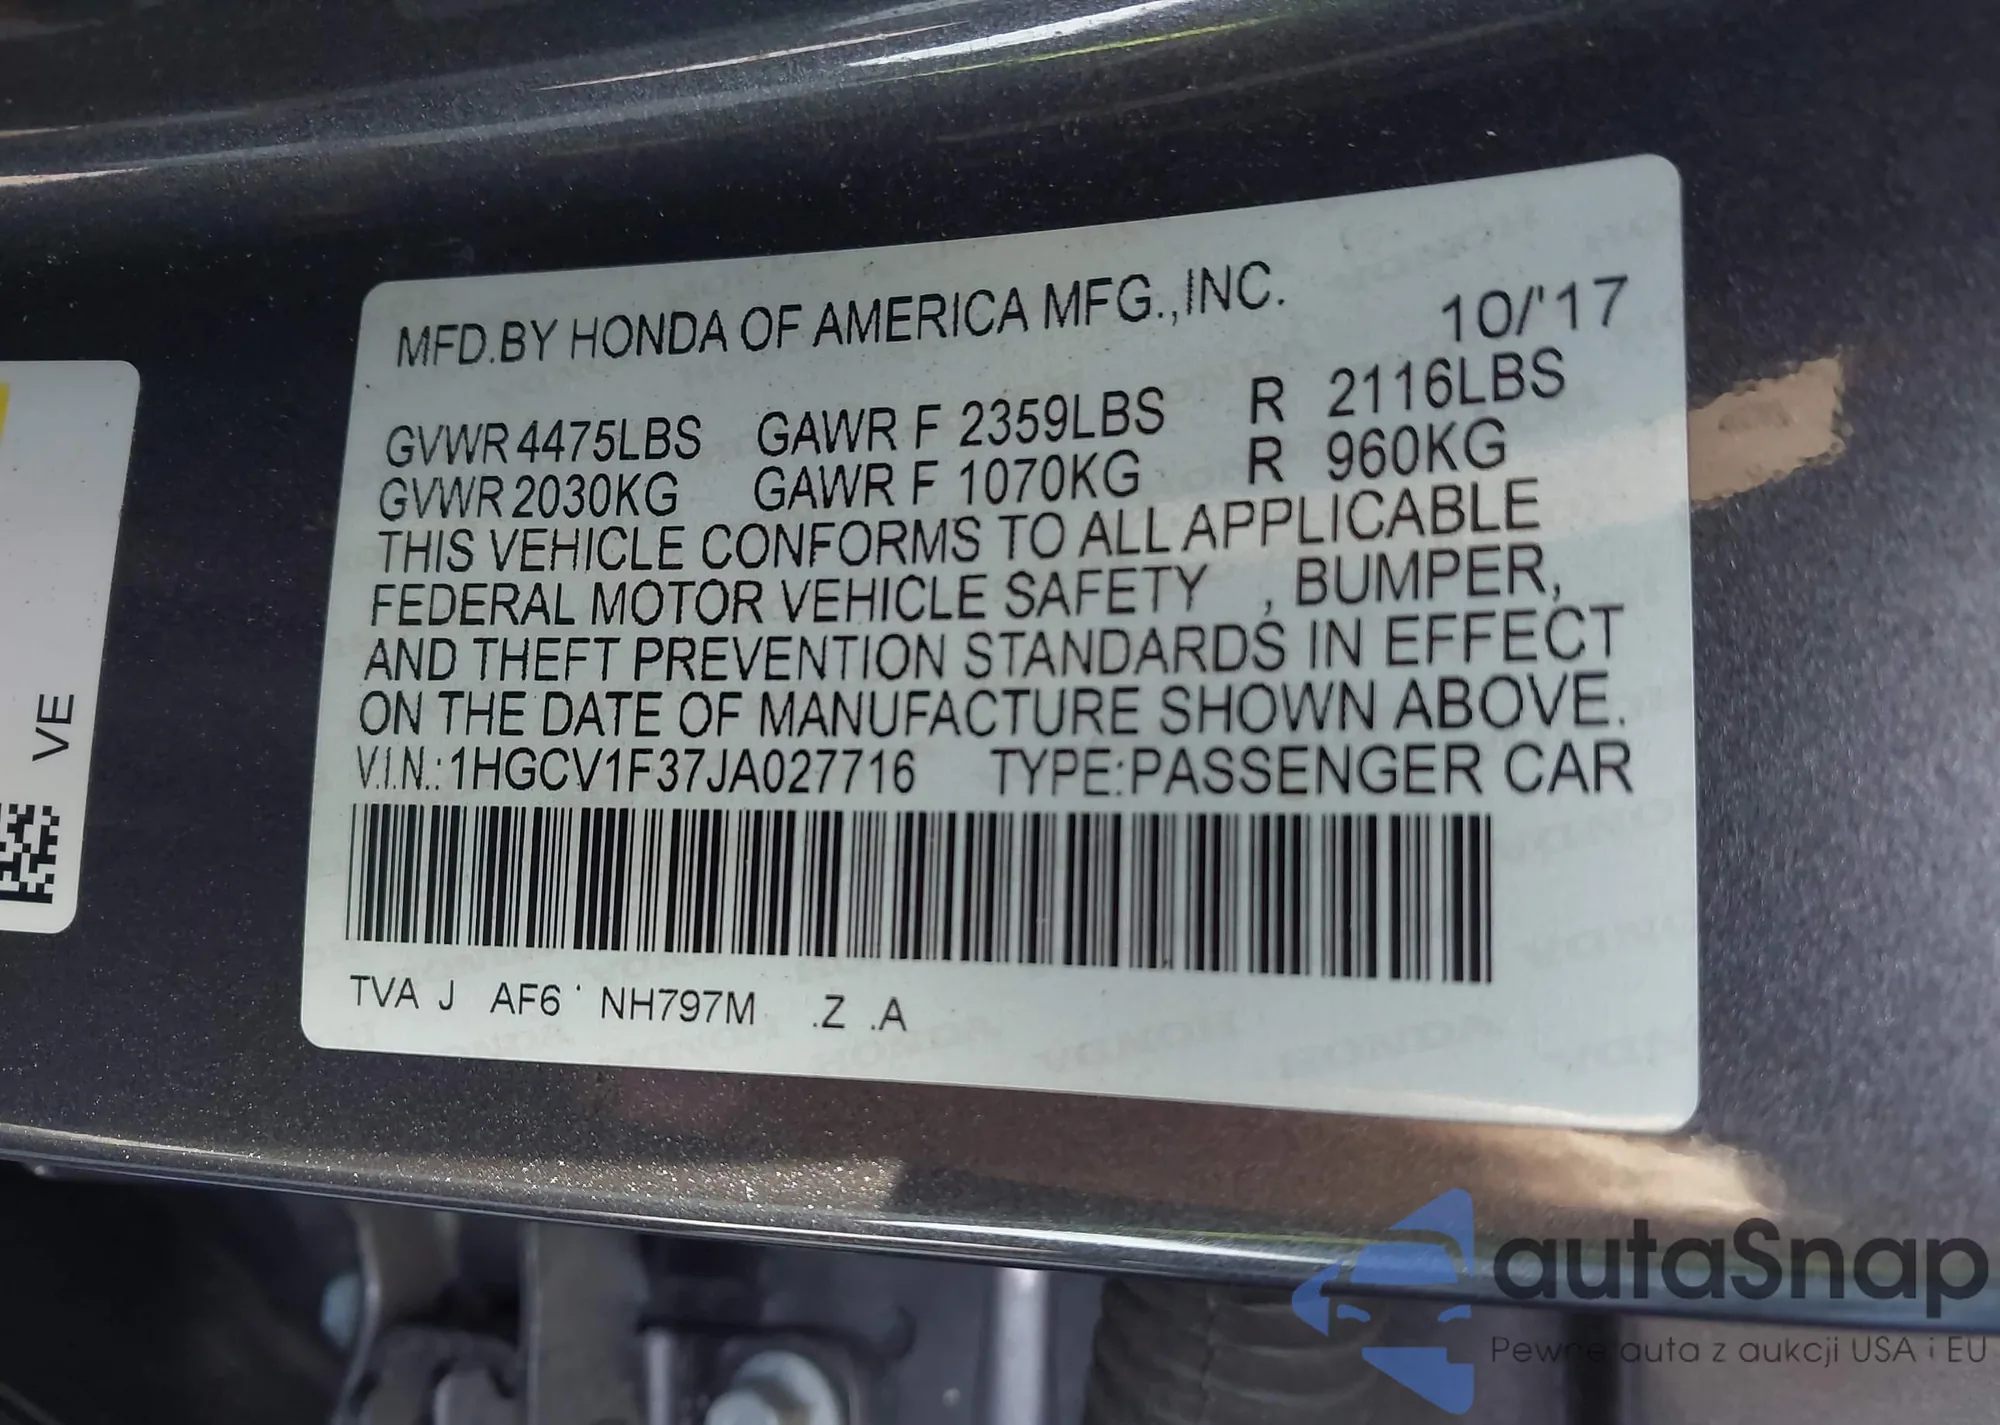 MFD.BY HONDA OF AMERICA MFG.,INC. 10/'17
GVWR 4475LBS GAWR F 2359LBS R 2116LBS
GVWR 2030KG GAWR F 1070KG R 960KG
THIS VEHICLE CONFORMS TO ALL APPLICABLE
FEDERAL MOTOR VEHICLE SAFETY , BUMPER,
AND THEFT PREVENTION STANDARDS IN EFFECT
ON THE DATE OF MANUFACTURE SHOWN ABOVE.
V.I.N.:1HGCV1F37JA027716 TYPE:PASSENGER CAR
TVA J AF6 ' NH797M .Z .A
VE
autaSnap
Pewne auta z aukcji USA i EU